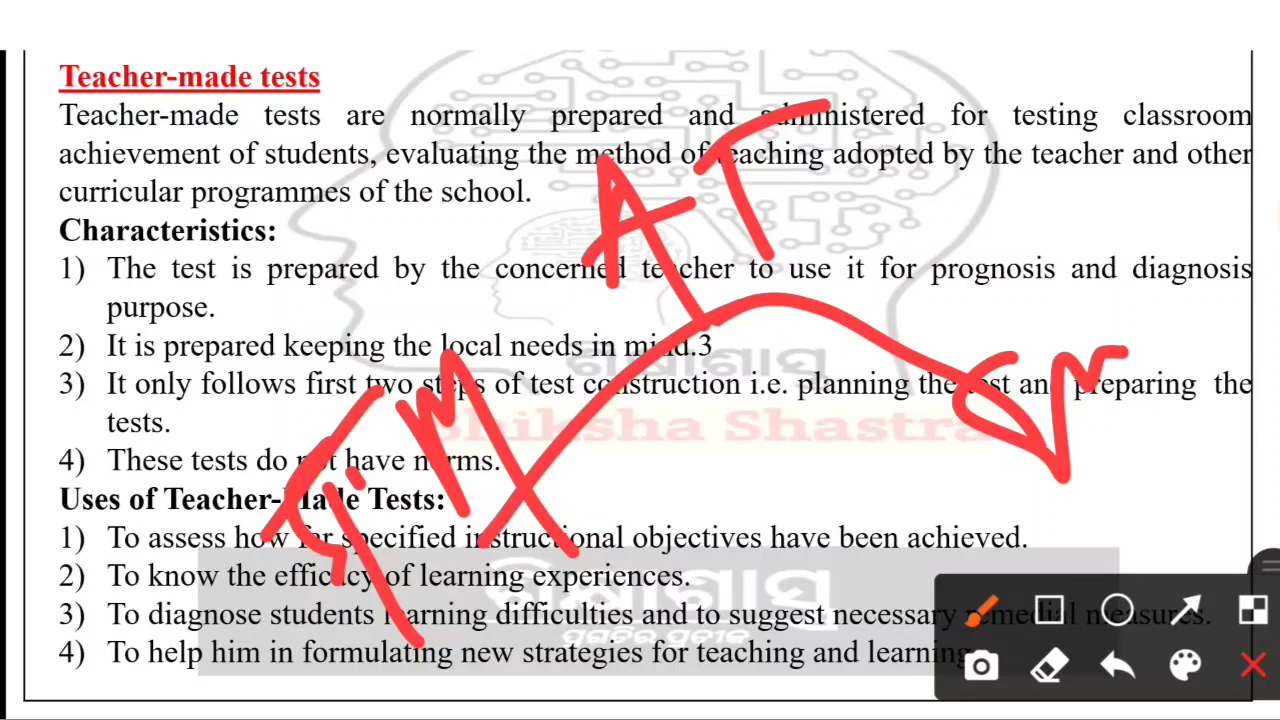 Teacher-made tests
Teacher-made tests are normally prepared and administered for testing classroom
achievement of students, evaluating the method of teaching adopted by the teacher and other
curricular programmes of the school.
Characteristics:
1) The test is prepared by the concerned teacher to use it for prognosis and diagnosis
purpose.
2) It is prepared keeping the local needs in mind.3
3) It only follows first two steps of test construction i.e. planning the test and preparing the
tests.
4) These tests do not have norms.
Uses of Teacher-Made Tests:
1) To assess how far specified instructional objectives have been achieved.
2) To know the efficacy of learning experiences.
3) To diagnose students learning difficulties and to suggest necessary remedial measures.
4) To help him in formulating new strategies for teaching and learning
AT
Shiksha Shastra